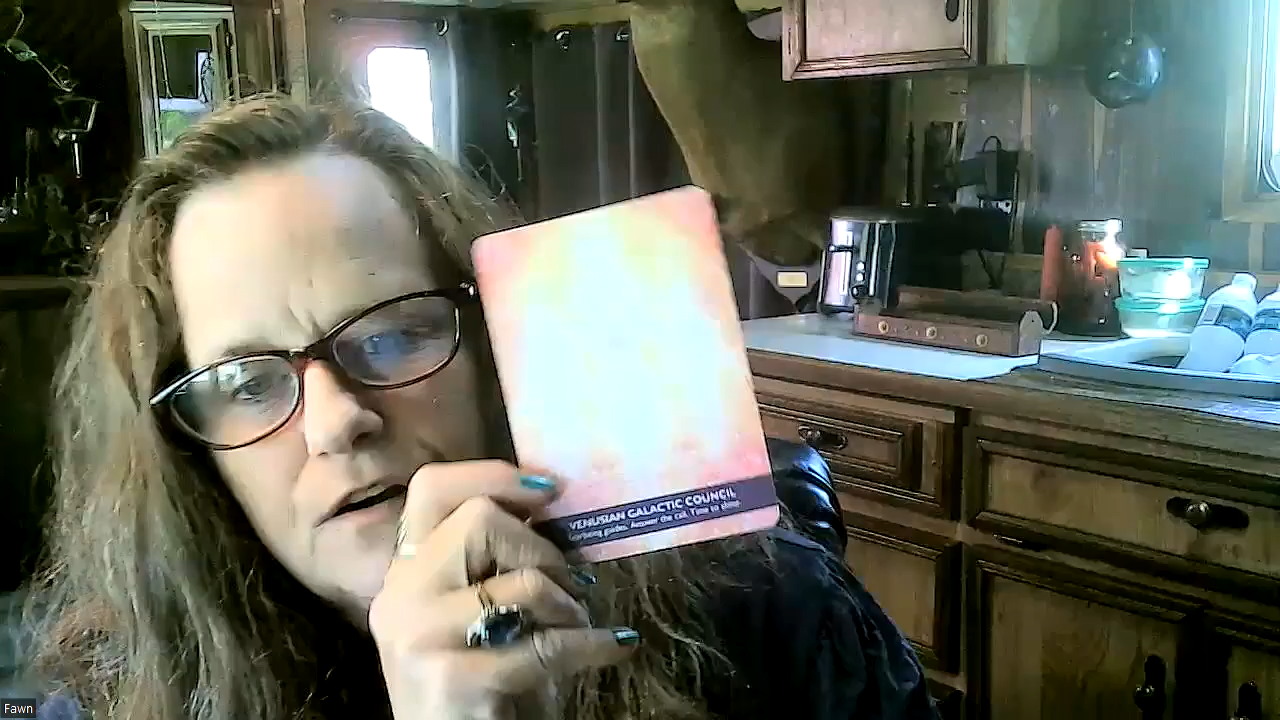 VENUSIAN GALACTIC COUNCIL
guides. Answer the call. Time to shine.
Fawn